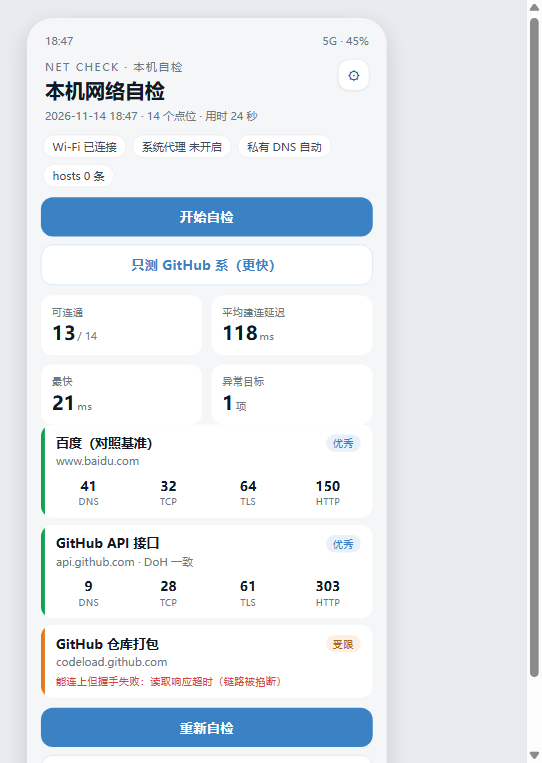 18:47 5G · 45%
NET CHECK · 本机自检
本机网络自检
2026-11-14 18:47 · 14 个点位 · 用时 24 秒
Wi-Fi 已连接 系统代理 未开启 私有 DNS 自动
hosts 0 条
开始自检
只测 GitHub 系（更快）
可连通 平均建连延迟
13 / 14 118 ms
最快 异常目标
21 ms 1 项
百度（对照基准） 优秀
www.baidu.com
41 32 64 150
DNS TCP TLS HTTP
GitHub API 接口 优秀
api.github.com · DoH 一致
9 28 61 303
DNS TCP TLS HTTP
GitHub 仓库打包 受限
codeload.github.com
能连上但握手失败：读取响应超时（链路被掐断）
重新自检